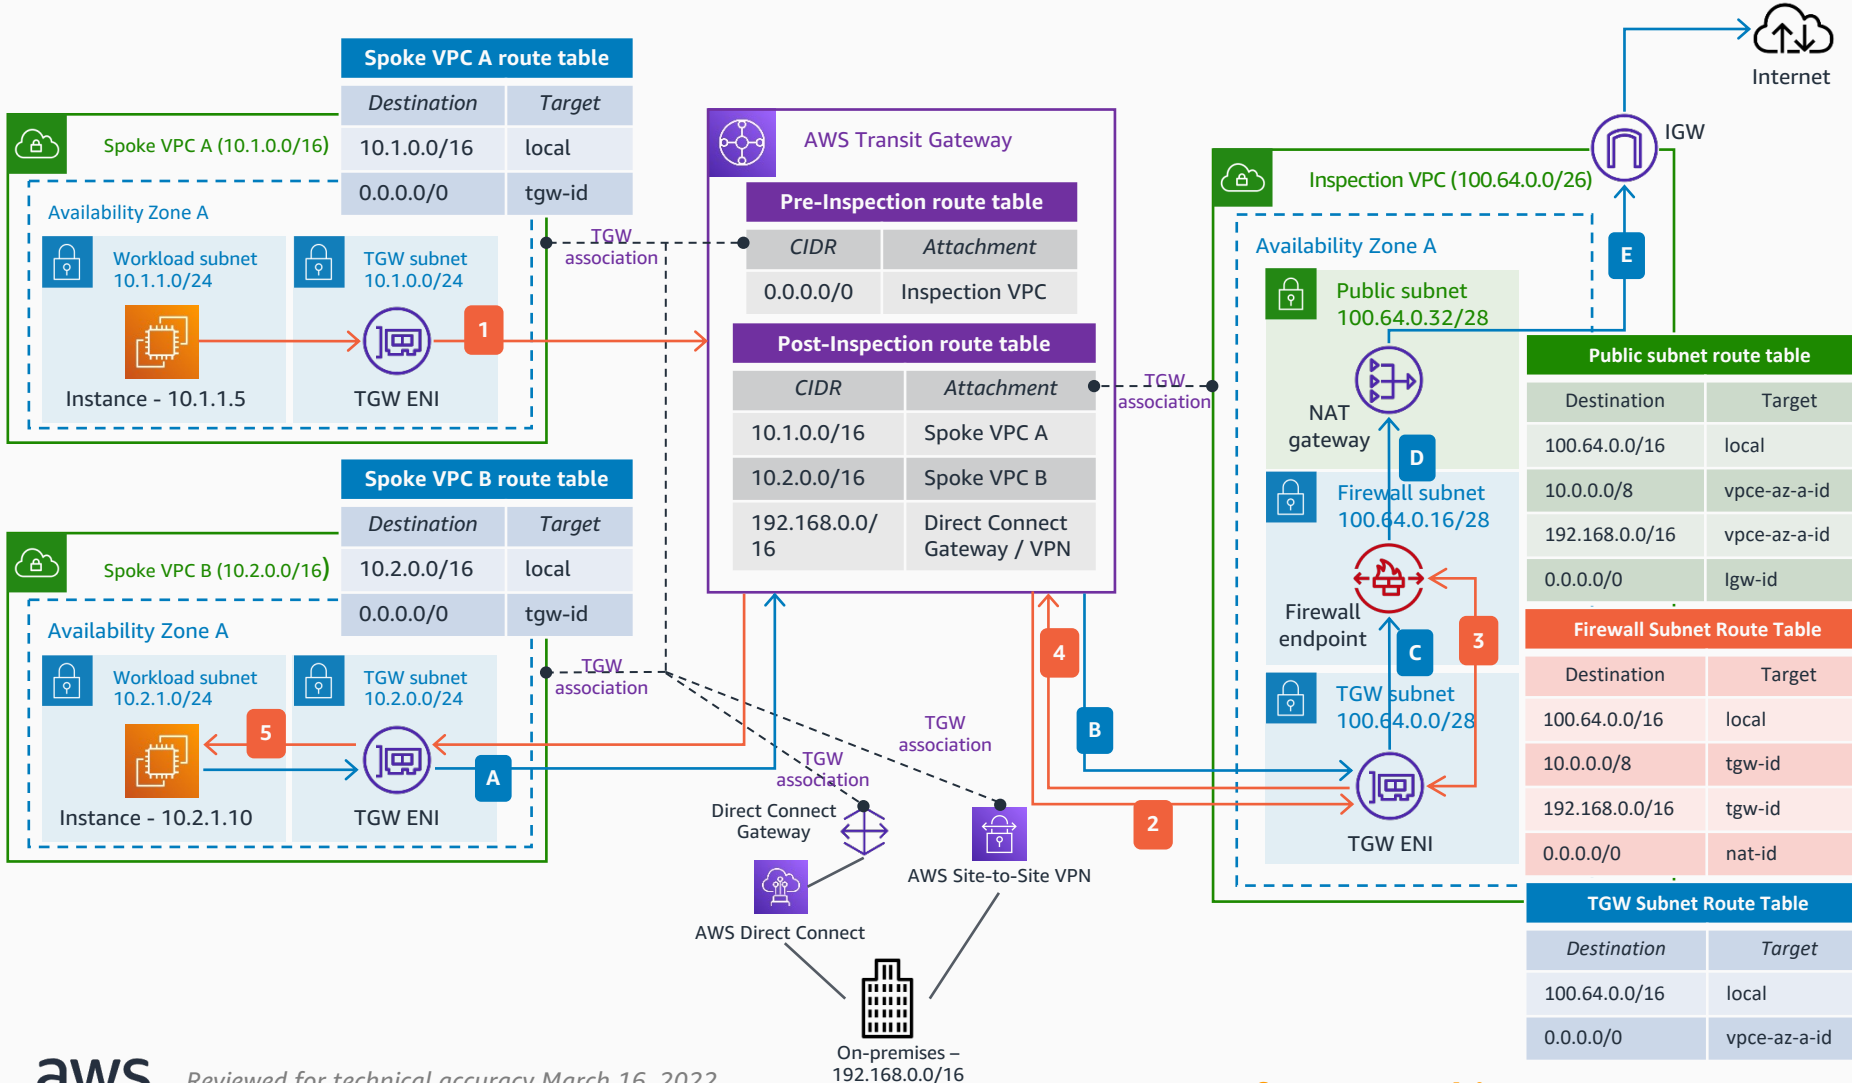 Internet
IGW
Spoke VPC A route table
Destination Target
10.1.0.0/16 local
0.0.0.0/0 tgw-id
Spoke VPC A (10.1.0.0/16)
Availability Zone A
Workload subnet
10.1.1.0/24
TGW subnet
10.1.0.0/24
Instance - 10.1.1.5
TGW ENI
1
TGW
association
Spoke VPC B route table
Destination Target
10.2.0.0/16 local
0.0.0.0/0 tgw-id
Spoke VPC B (10.2.0.0/16)
Availability Zone A
Workload subnet
10.2.1.0/24
TGW subnet
10.2.0.0/24
5
A
Instance - 10.2.1.10
TGW ENI
TGW
association
AWS Transit Gateway
Pre-Inspection route table
CIDR Attachment
0.0.0.0/0 Inspection VPC
Post-Inspection route table
CIDR Attachment
10.1.0.0/16 Spoke VPC A
10.2.0.0/16 Spoke VPC B
192.168.0.0/
16
Direct Connect
Gateway / VPN
TGW
association
4
B
2
TGW
association
TGW
association
Direct Connect
Gateway
AWS Site-to-Site VPN
AWS Direct Connect
On-premises –
192.168.0.0/16
Inspection VPC (100.64.0.0/26)
Availability Zone A
E
Public subnet
100.64.0.32/28
NAT
gateway
D
Firewall subnet
100.64.0.16/28
Firewall
endpoint
C
3
TGW subnet
100.64.0.0/28
TGW ENI
Public subnet route table
Destination Target
100.64.0.0/16 local
10.0.0.0/8 vpce-az-a-id
192.168.0.0/16 vpce-az-a-id
0.0.0.0/0 Igw-id
Firewall Subnet Route Table
Destination Target
100.64.0.0/16 local
10.0.0.0/8 tgw-id
192.168.0.0/16 tgw-id
0.0.0.0/0 nat-id
TGW Subnet Route Table
Destination Target
100.64.0.0/16 local
0.0.0.0/0 vpce-az-a-id
aws
Reviewed for technical accuracy March 16, 2022